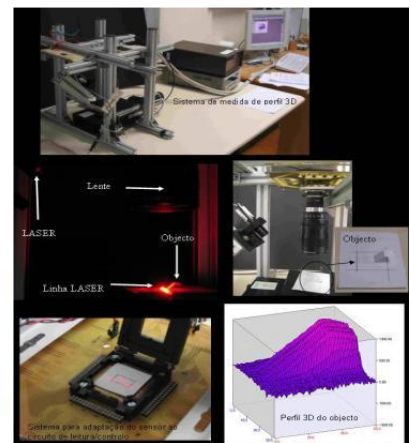 Sistema de medida de perfil 3D
Lente
LASER
Objecto
Linha LASER
Objecto
Sistema para adaptação do sensor ao
circuito de leitura/controlo
Perfil 3D do objecto